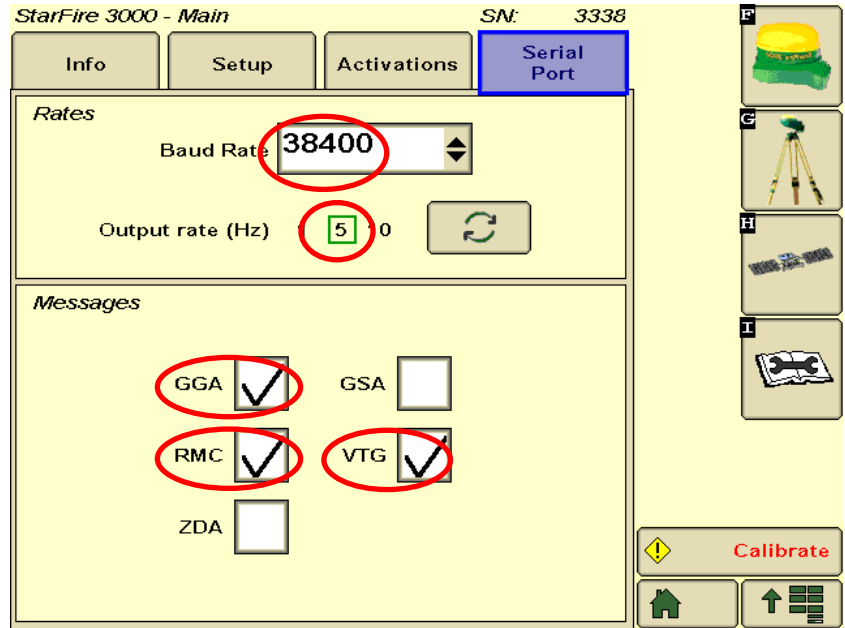 StarFire 3000 - Main SN: 3338
Info Setup Activations Serial Port
Rates
Baud Rate 38400
Output rate (Hz) 5
Messages
GGA GSA
RMC VTG
ZDA
F
G
H
I
Calibrate